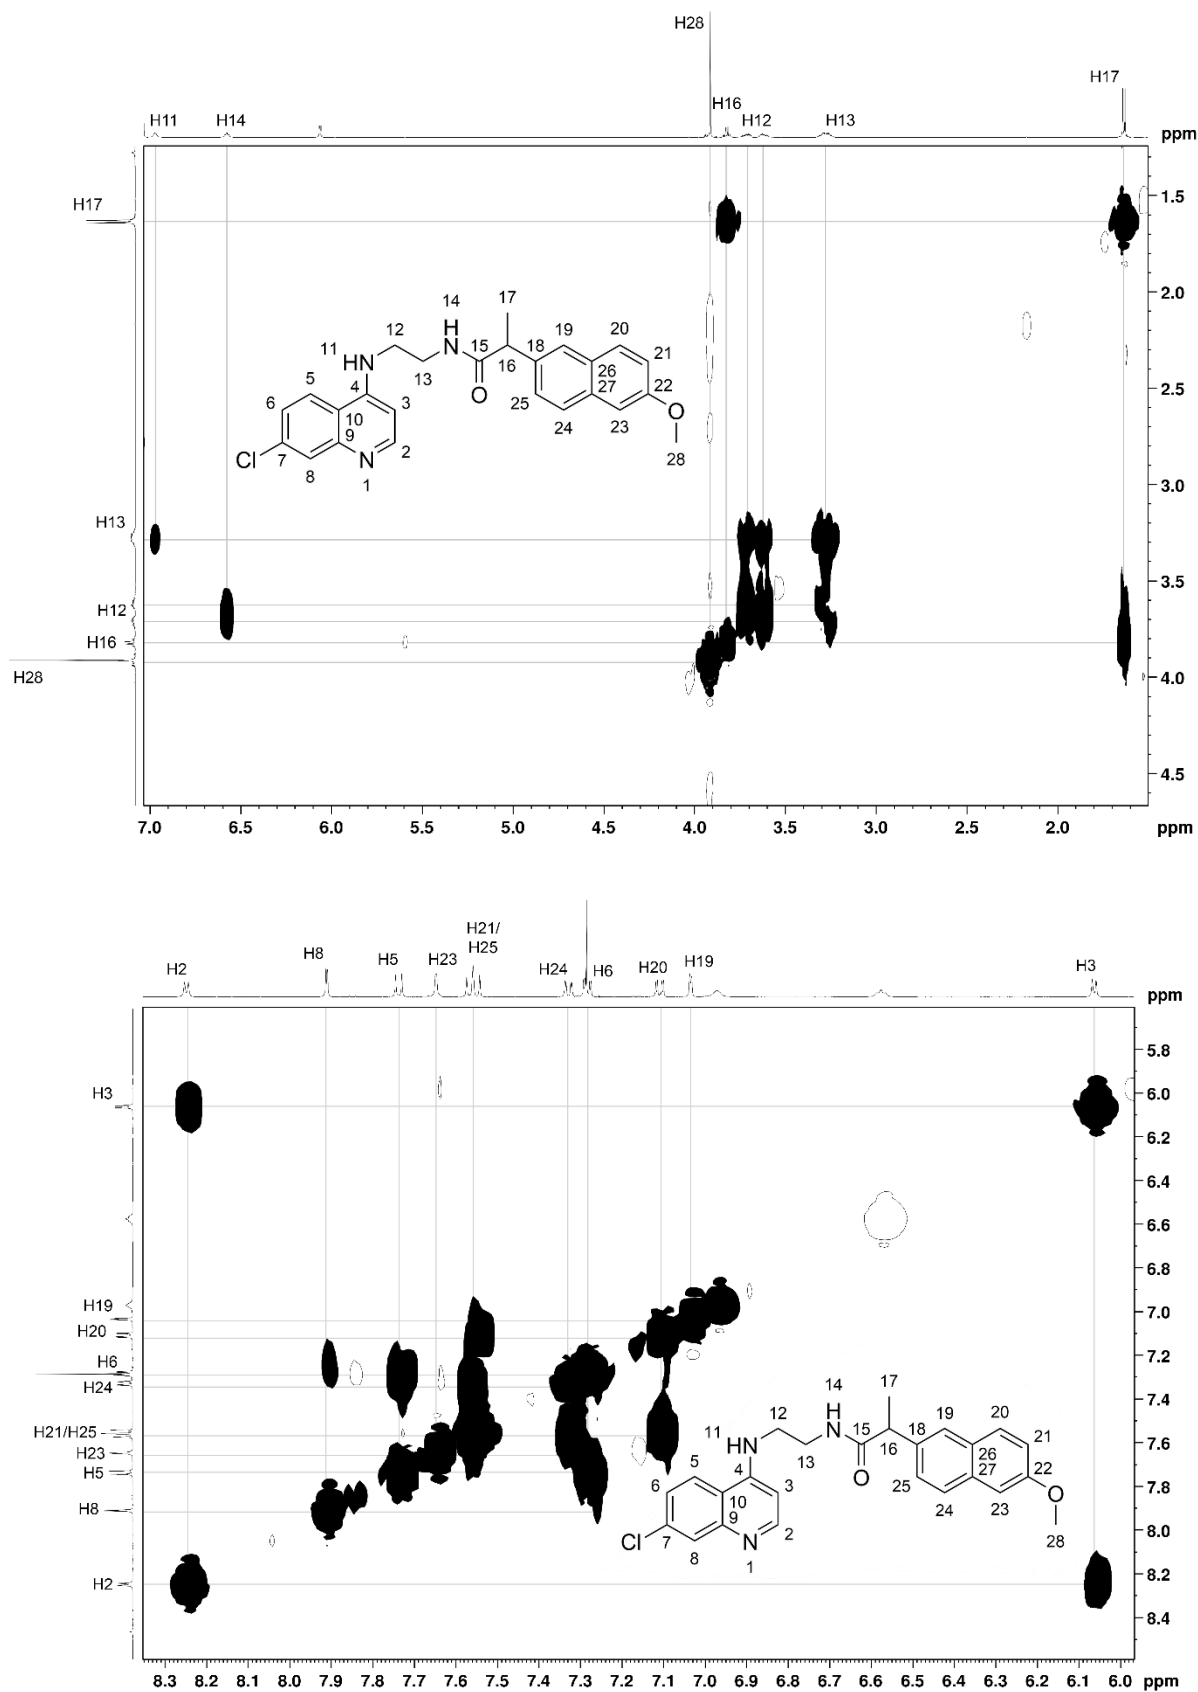 H28
H17
H16
H11 H14 H12 H13
ppm
H17
1.5
2.0
2.5
3.0
3.5
4.0
4.5
H13
H12
H16
H28
14 17
H N 12 19 20
11 HN 15 18 21
13 16 26
5 4 O 27 22
6 3 25 O
10 24 23
9 28
Cl 7 2
8 N
1
7.0 6.5 6.0 5.5 5.0 4.5 4.0 3.5 3.0 2.5 2.0 ppm
H21/
H25
H2 H8 H5 H23 H24 H6 H20 H19 H3
ppm
5.8
H3
6.0
6.2
6.4
6.6
6.8
H19
7.0
H20
7.2
H6
H24
7.4
H21/H25
7.6
H23
H5
7.8
H8
8.0
H2
8.2
8.4
14 17
H N 12 19 20
11 HN 15 18 21
13 16 26
5 4 O 27 22
6 3 25 O
10 24 23
9 28
Cl 7 2
8 N
1
8.3 8.2 8.1 8.0 7.9 7.8 7.7 7.6 7.5 7.4 7.3 7.2 7.1 7.0 6.9 6.8 6.7 6.6 6.5 6.4 6.3 6.2 6.1 6.0 ppm